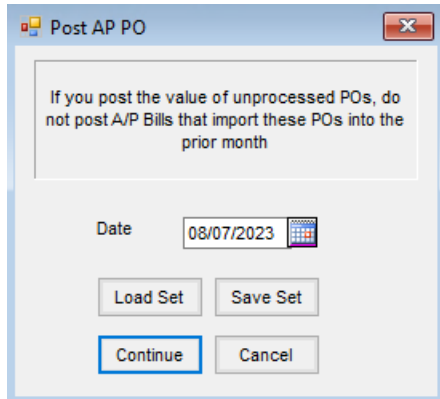 Post AP PO
If you post the value of unprocessed POs, do
not post A/P Bills that import these POs into the
prior month
Date 08/07/2023
Load Set Save Set
Continue Cancel